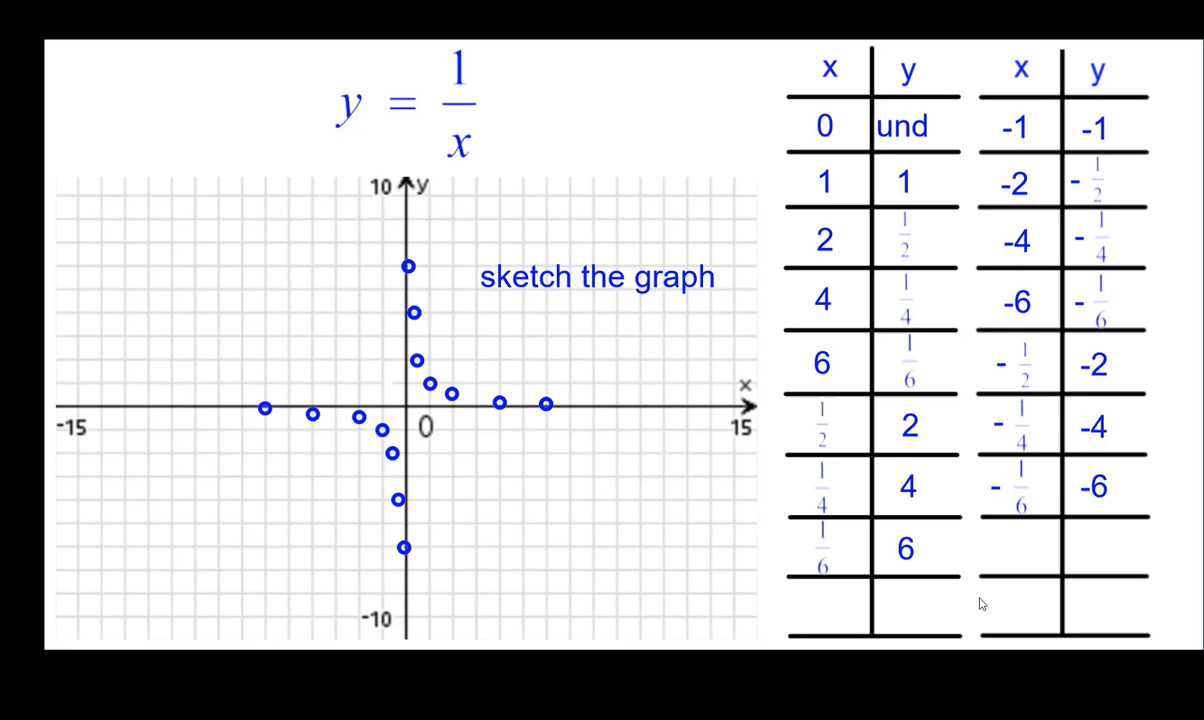 y = 1/x
10 y
sketch the graph
x
-15 0 15
-10
x y x y
0 und -1 -1
1 1 -2 -1/2
2 1/2 -4 -1/4
4 1/4 -6 -1/6
6 1/6 -1/2 -2
1/2 2 -1/4 -4
1/4 4 -1/6 -6
1/6 6